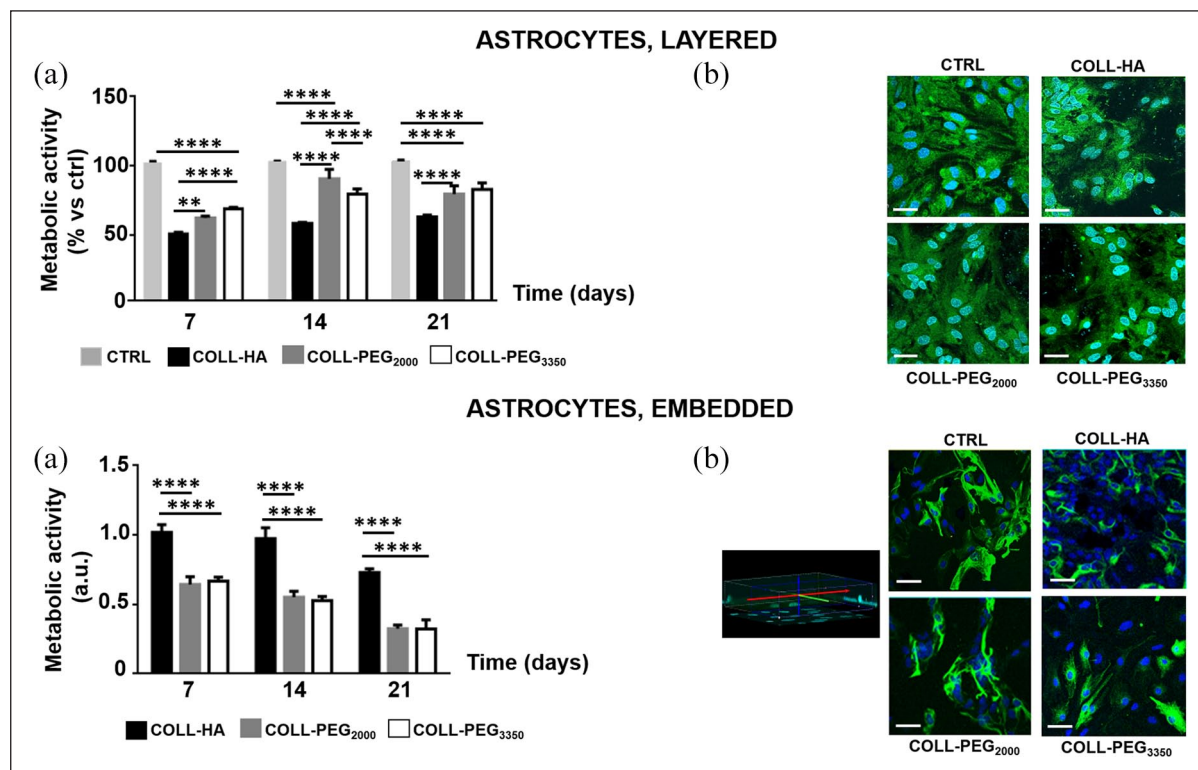 ASTROCYTES, LAYERED
(a)
Metabolic activity
(% vs ctrl)
150
100
50
0
****
****
**
****
****
****
****
****
****
****
7
14
21
Time (days)
CTRL
COLL-HA
COLL-PEG2000
COLL-PEG3350
(b)
CTRL
COLL-HA
COLL-PEG2000
COLL-PEG3350
ASTROCYTES, EMBEDDED
(a)
Metabolic activity
(a.u.)
1.5
1.0
0.5
0
****
****
****
****
****
****
7
14
21
Time (days)
COLL-HA
COLL-PEG2000
COLL-PEG3350
(b)
CTRL
COLL-HA
COLL-PEG2000
COLL-PEG3350